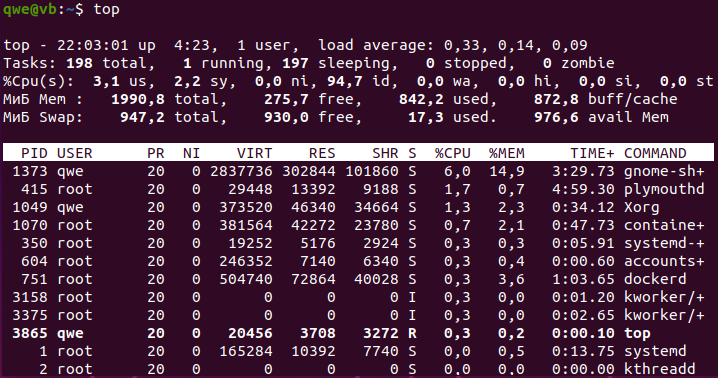 qwe@vb:~$ top
top - 22:03:01 up  4:23,  1 user,  load average: 0,33, 0,14, 0,09
Tasks: 198 total,   1 running, 197 sleeping,   0 stopped,   0 zombie
%Cpu(s):  3,1 us,  2,2 sy,  0,0 ni, 94,7 id,  0,0 wa,  0,0 hi,  0,0 si,  0,0 st
МиБ Mem :   1990,8 total,    275,7 free,    842,2 used,    872,8 buff/cache
МиБ Swap:    947,2 total,    930,0 free,     17,3 used.    976,6 avail Mem
PID USER      PR  NI    VIRT    RES    SHR S  %CPU  %MEM     TIME+ COMMAND
1373 qwe       20   0 2837736 302844 101860 S   6,0  14,9   3:29.73 gnome-sh+
415 root      20   0   29448  13392   9188 S   1,7   0,7   4:59.30 plymouthd
1049 qwe       20   0  373520  46340  34664 S   1,3   2,3   0:34.12 Xorg
1070 root      20   0  381564  42272  23780 S   0,7   2,1   0:47.73 containe+
350 root      20   0   19252   5176   2924 S   0,3   0,3   0:05.91 systemd-+
604 root      20   0  246352   7140   6340 S   0,3   0,4   0:00.60 accounts+
751 root      20   0  504740  72864  40028 S   0,3   3,6   1:03.65 dockerd
3158 root      20   0       0      0      0 I   0,3   0,0   0:01.20 kworker/+
3375 root      20   0       0      0      0 I   0,3   0,0   0:02.65 kworker/+
3865 qwe       20   0   20456   3708   3272 R   0,3   0,2   0:00.10 top
1 root      20   0  165284  10392   7740 S   0,0   0,5   0:13.75 systemd
2 root      20   0       0      0      0 S   0,0   0,0   0:00.00 kthreadd